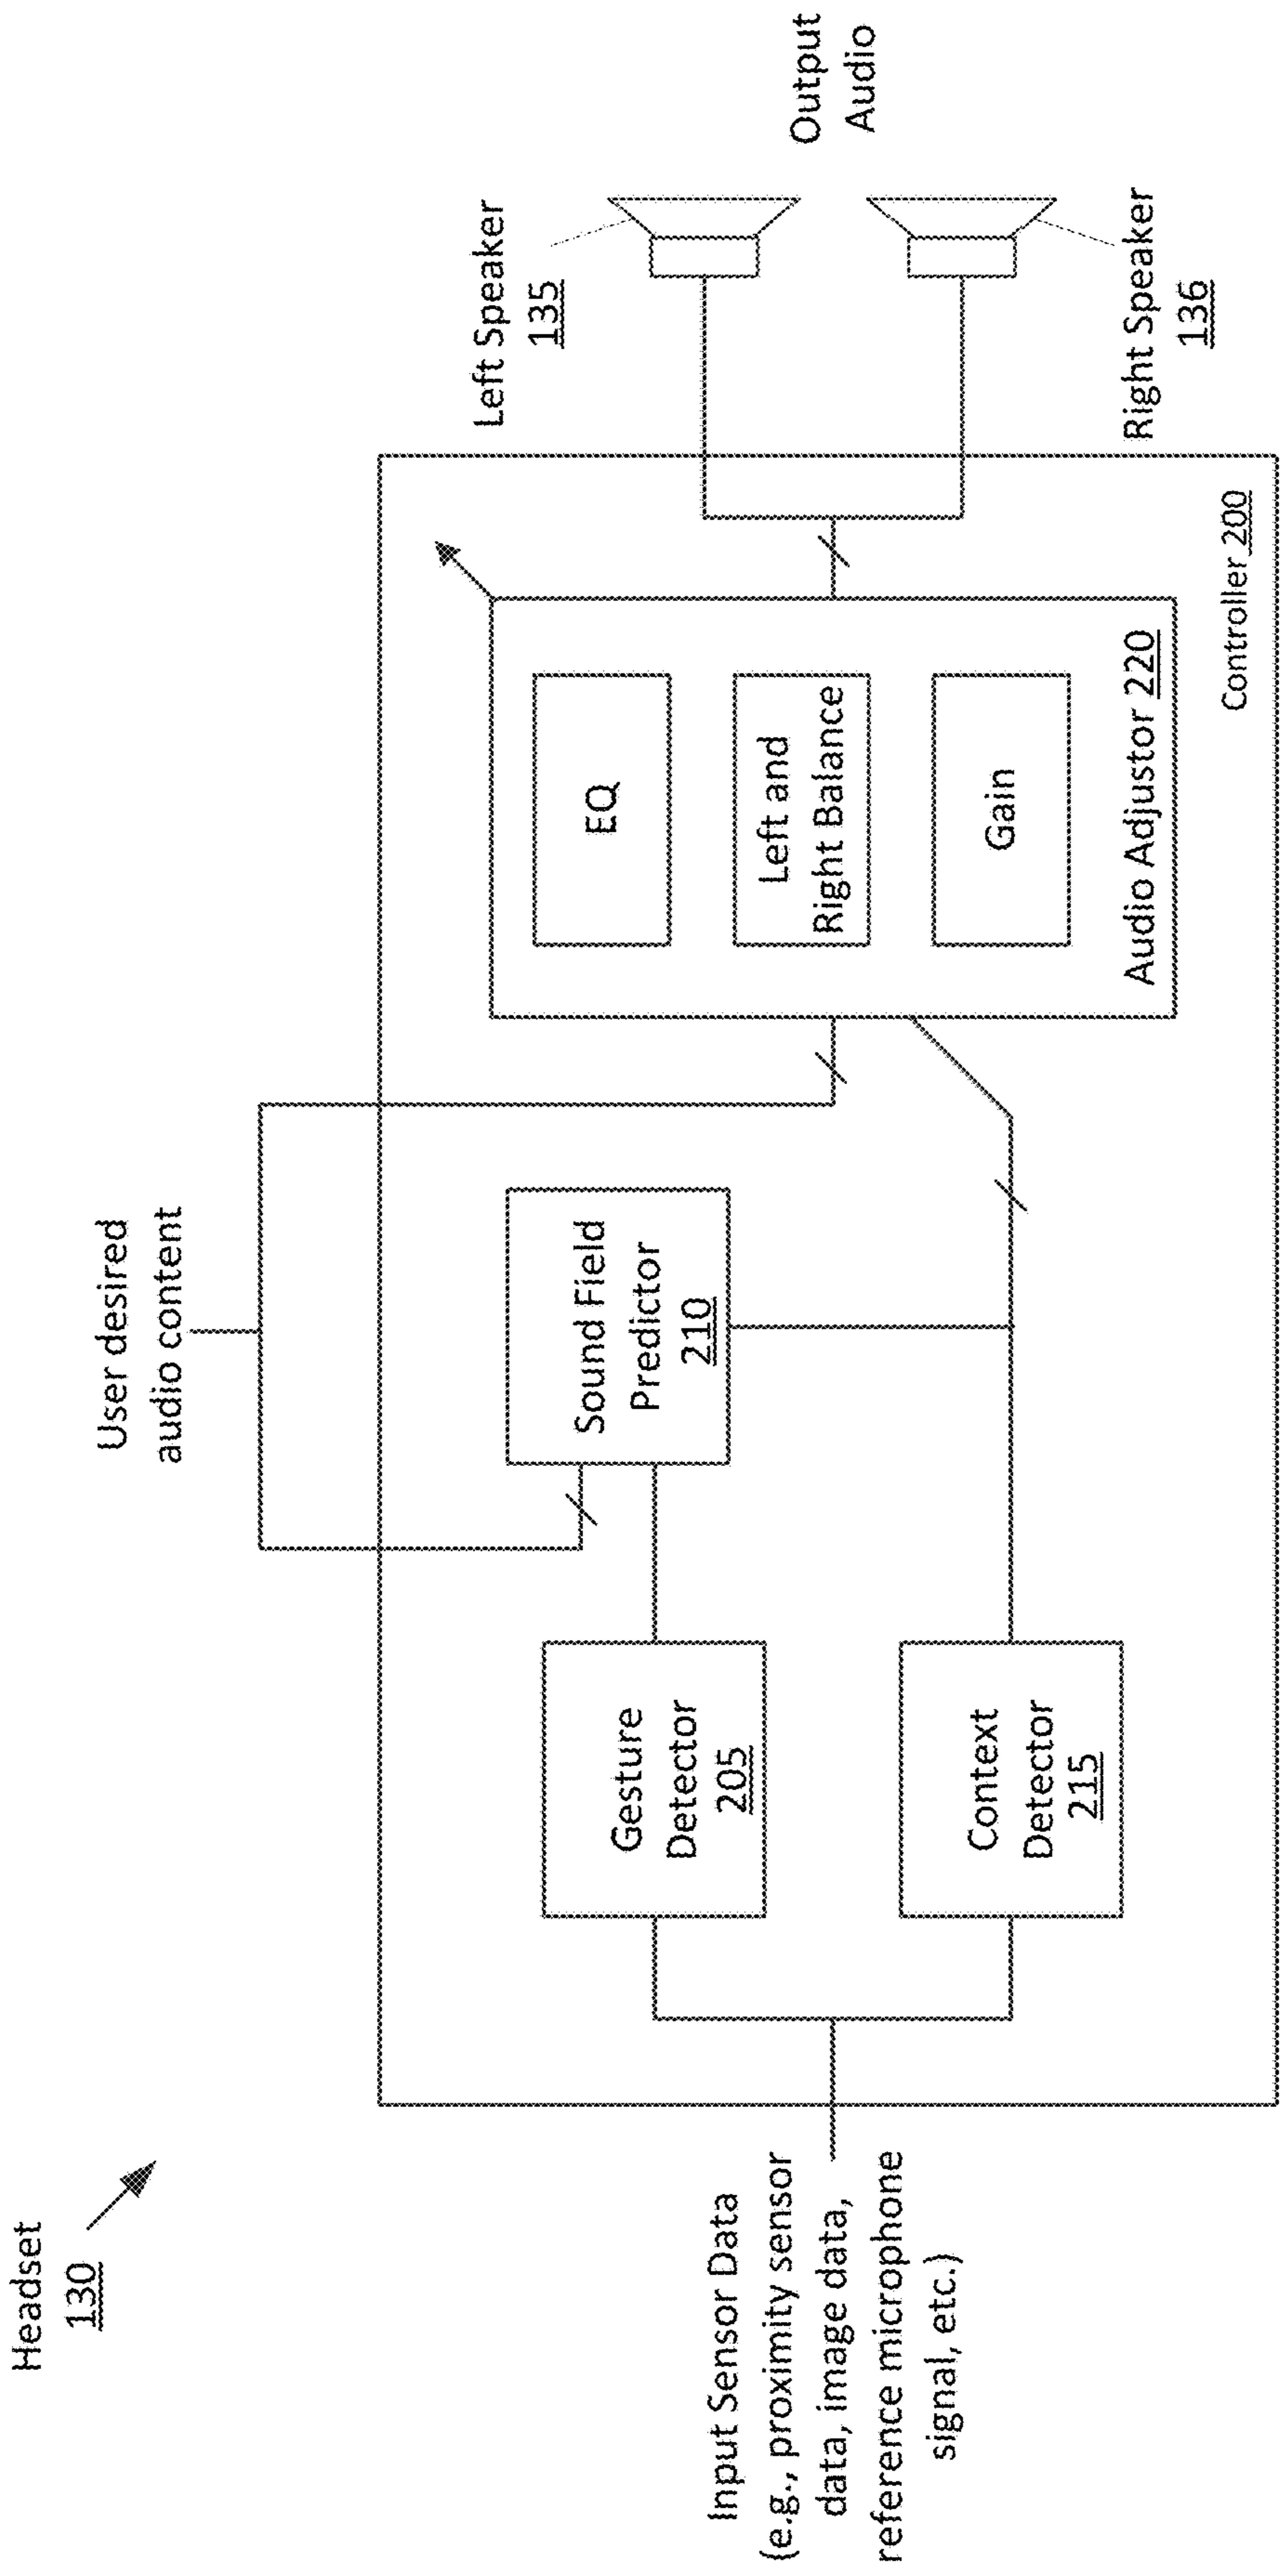 Headset
130
User desired
audio content
Input Sensor Data
(e.g., proximity sensor
data, image data,
reference microphone
signal, etc.)
Gesture
Detector
205
Context
Detector
215
Sound Field
Predictor
210
EQ
Left and
Right Balance
Gain
Audio Adjustor 220
Controller 200
Left Speaker
135
Right Speaker
136
Output
Audio